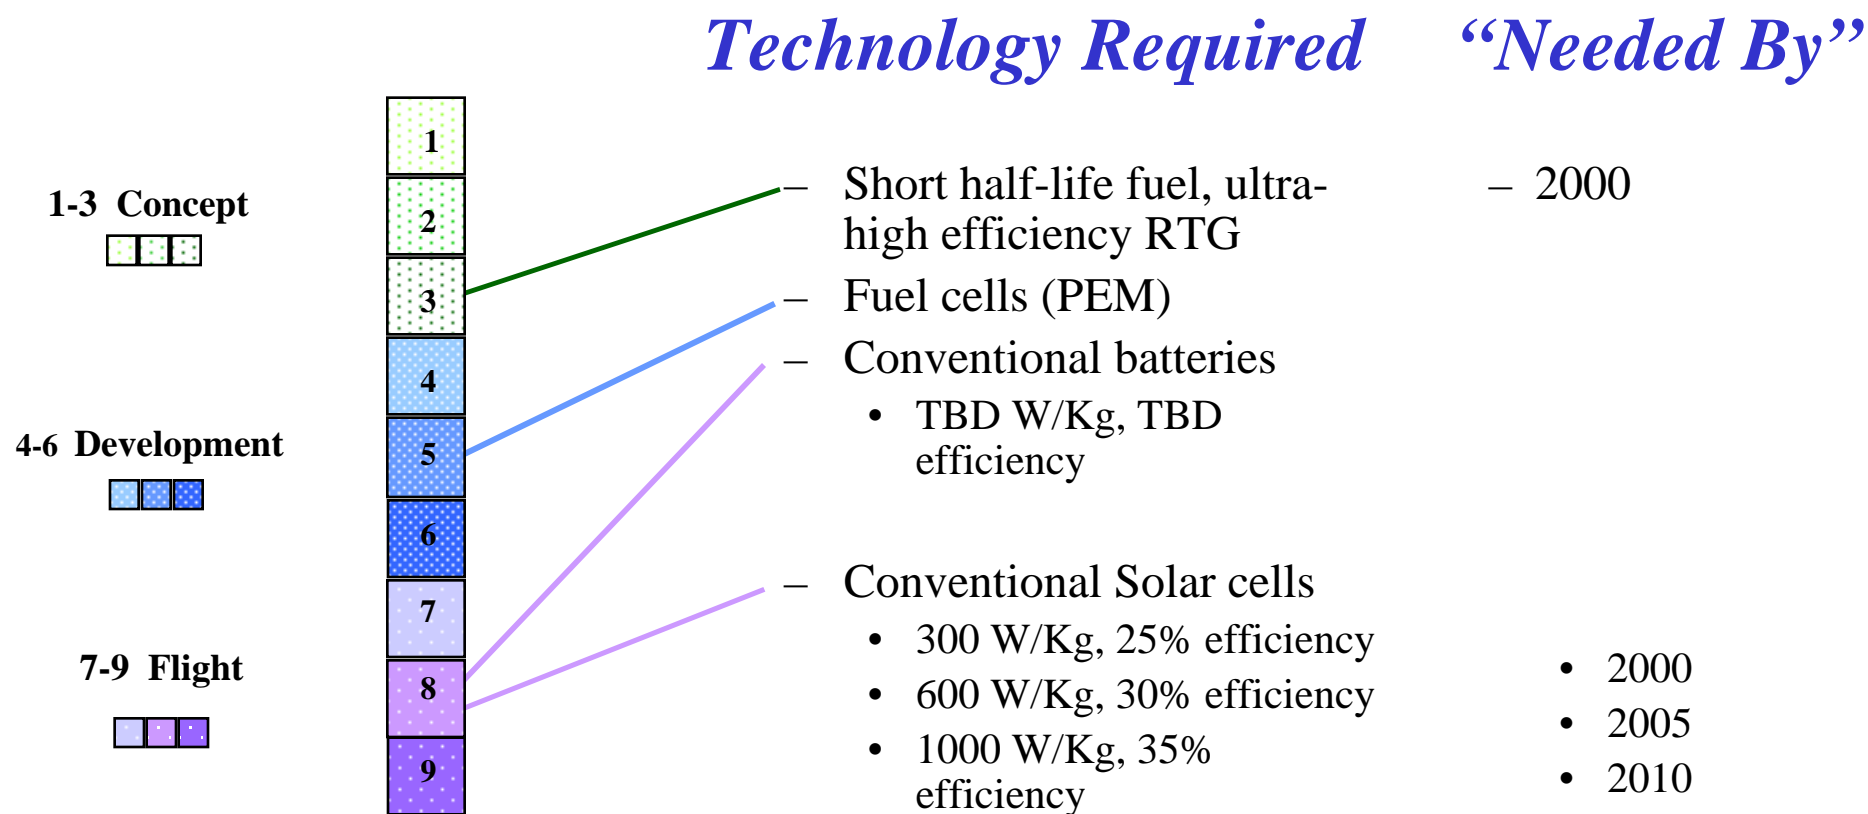 Technology Required “Needed By”
1
2
3
4
5
6
7
8
9
1-3 Concept
4-6 Development
7-9 Flight
– Short half-life fuel, ultra-
high efficiency RTG
– Fuel cells (PEM)
– Conventional batteries
• TBD W/Kg, TBD
efficiency
– Conventional Solar cells
• 300 W/Kg, 25% efficiency
• 600 W/Kg, 30% efficiency
• 1000 W/Kg, 35%
efficiency
– 2000
• 2000
• 2005
• 2010